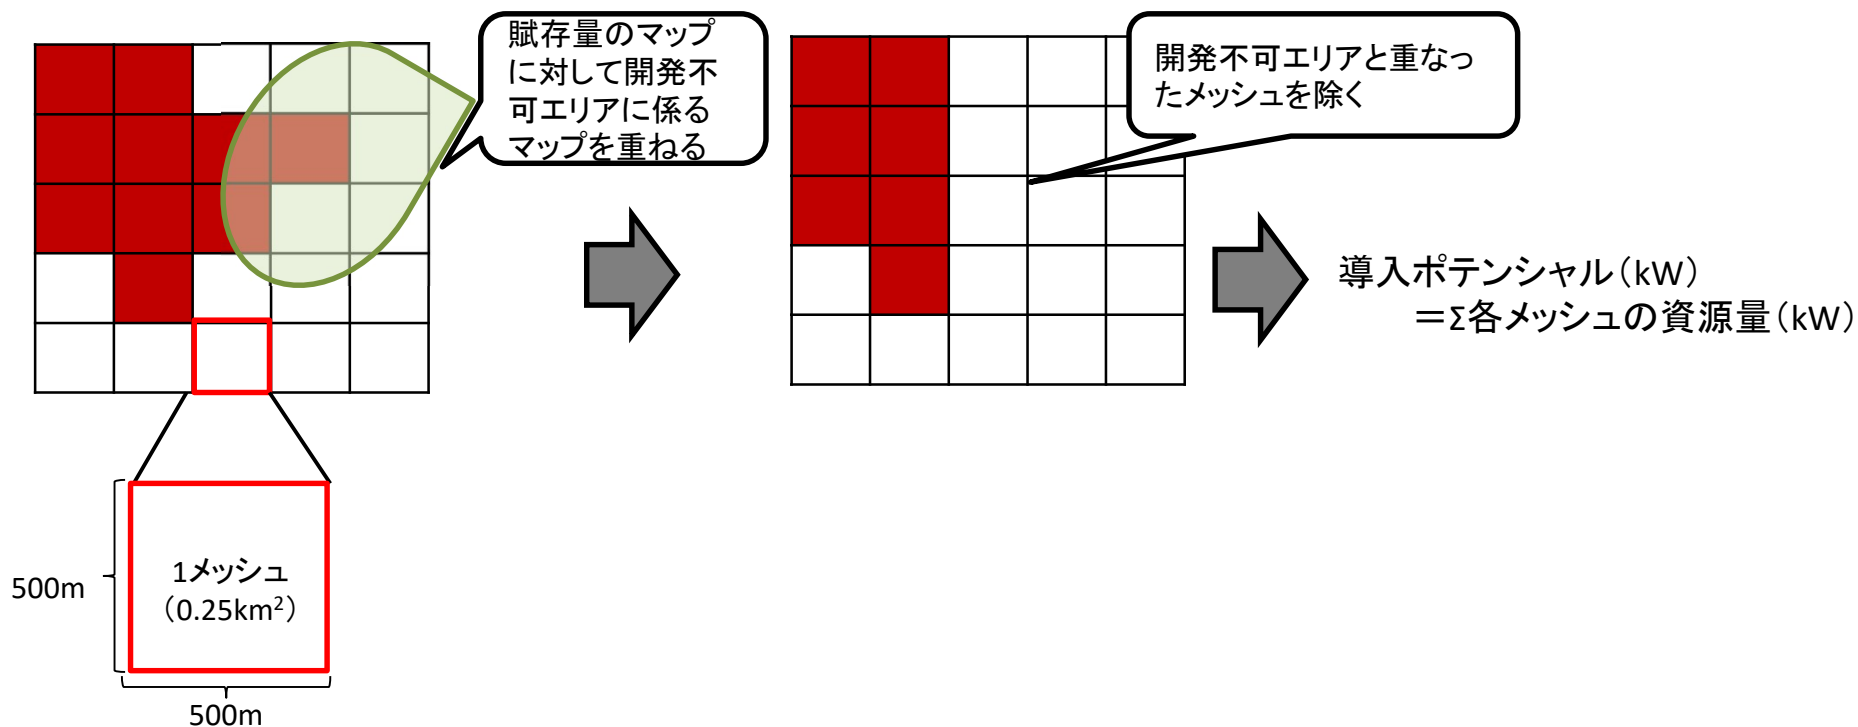 賦存量のマップ
に対して開発不
可エリアに係る
マップを重ねる
開発不可エリアと重なっ
たメッシュを除く
導入ポテンシャル（kW）
＝Σ各メッシュの資源量（kW）
500m
1メッシュ
（0.25km²）
500m